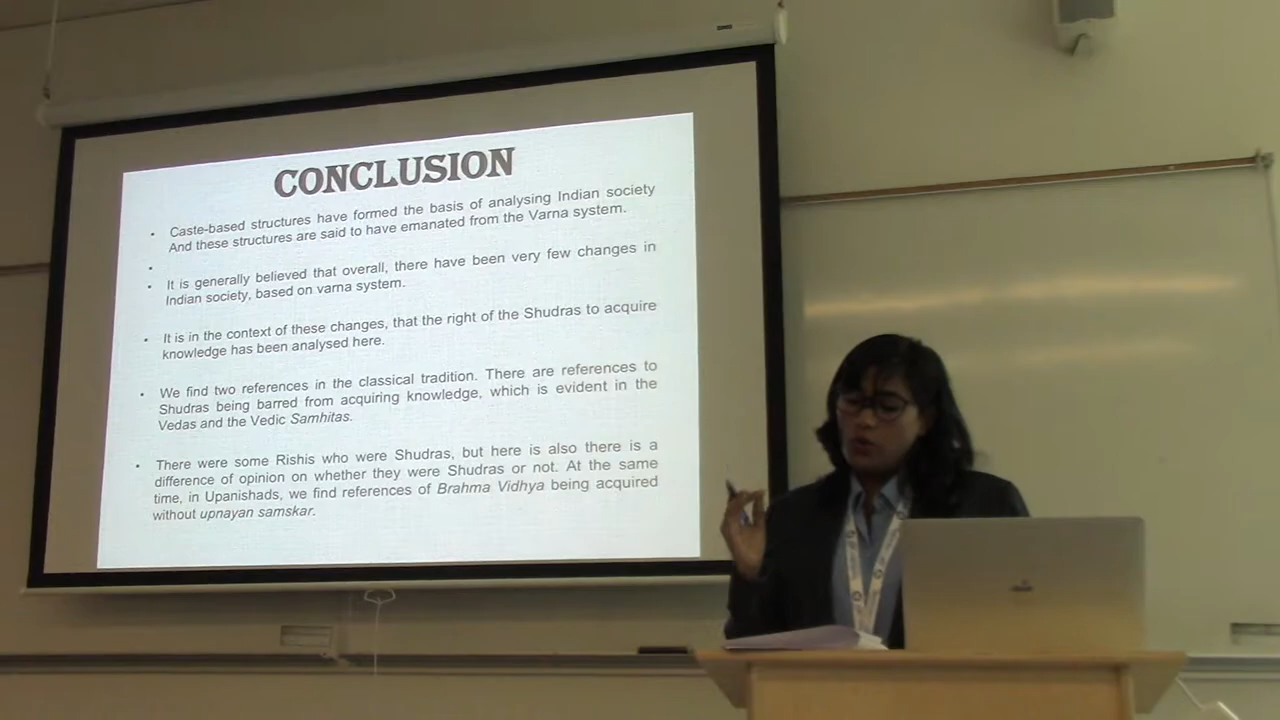 CONCLUSION
• Caste-based structures have formed the basis of analysing Indian society
And these structures are said to have emanated from the Varna system.
•
• It is generally believed that overall, there have been very few changes in
Indian society, based on varna system.
• It is in the context of these changes, that the right of the Shudras to acquire
knowledge has been analysed here.
• We find two references in the classical tradition. There are references to
Shudras being barred from acquiring knowledge, which is evident in the
Vedas and the Vedic Samhitas.
• There were some Rishis who were Shudras, but here is also there is a
difference of opinion on whether they were Shudras or not. At the same
time, in Upanishads, we find references of Brahma Vidhya being acquired
without upnayan samskar.